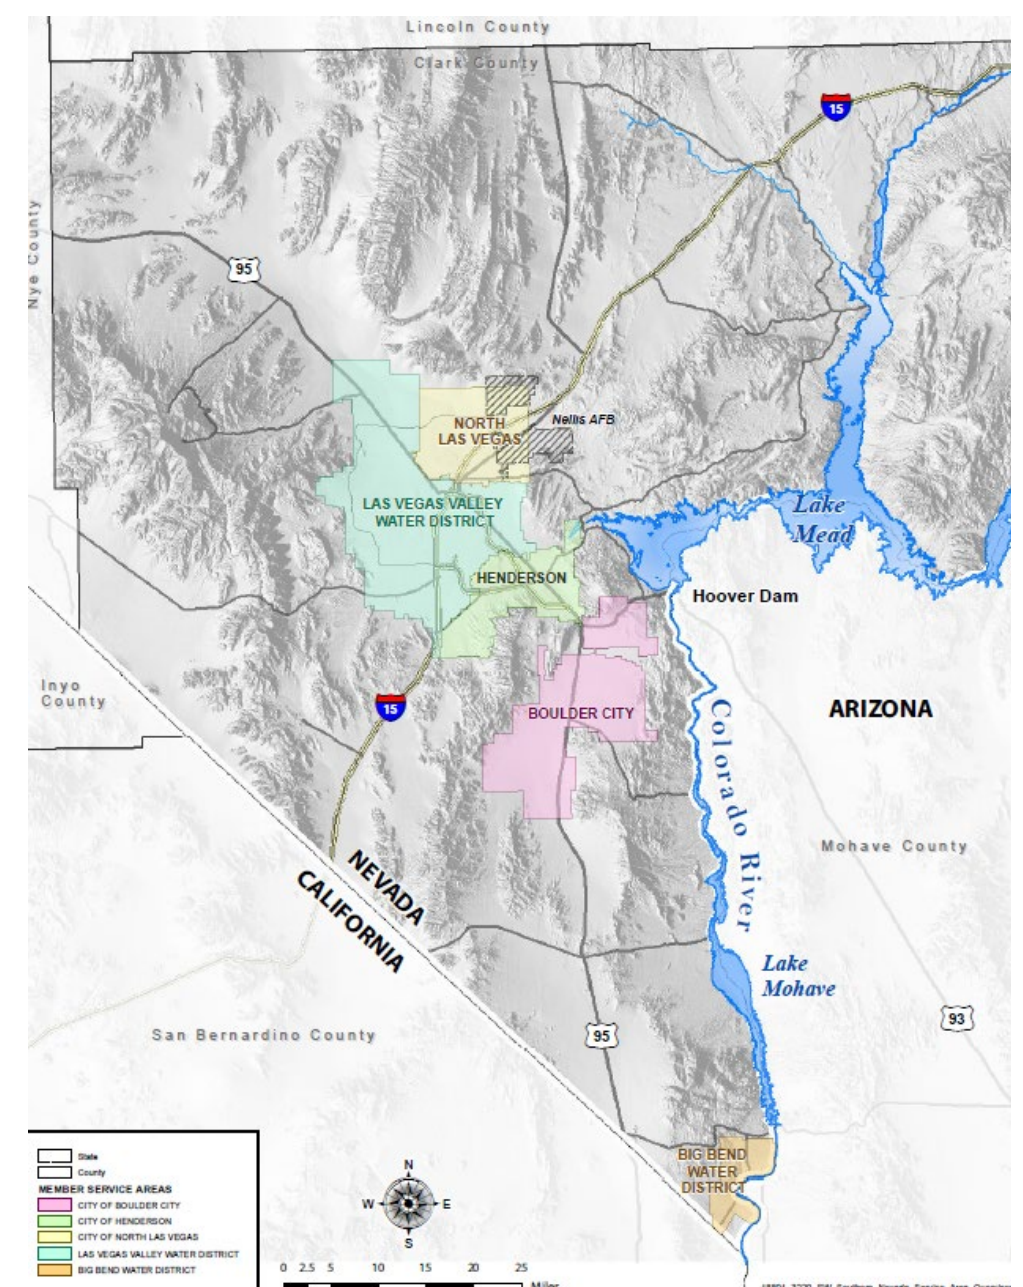 Lincoln County
Clark County
15
Nye County
95
NORTH
LAS VEGAS
Nellis AFB
LAS VEGAS VALLEY
WATER DISTRICT
Lake
Mead
HENDERSON
Hoover Dam
Inyo
County
15
BOULDER CITY
ARIZONA
Colorado River
Mohave County
NEVADA
CALIFORNIA
Lake
Mohave
93
San Bernardino County
95
BIG BEND
WATER
DISTRICT
State
County
MEMBER SERVICE AREAS
CITY OF BOULDER CITY
CITY OF HENDERSON
CITY OF NORTH LAS VEGAS
LAS VEGAS VALLEY WATER DISTRICT
BIG BEND WATER DISTRICT
N
W E
S
0 2.5 5 10 15 20 25
Miles